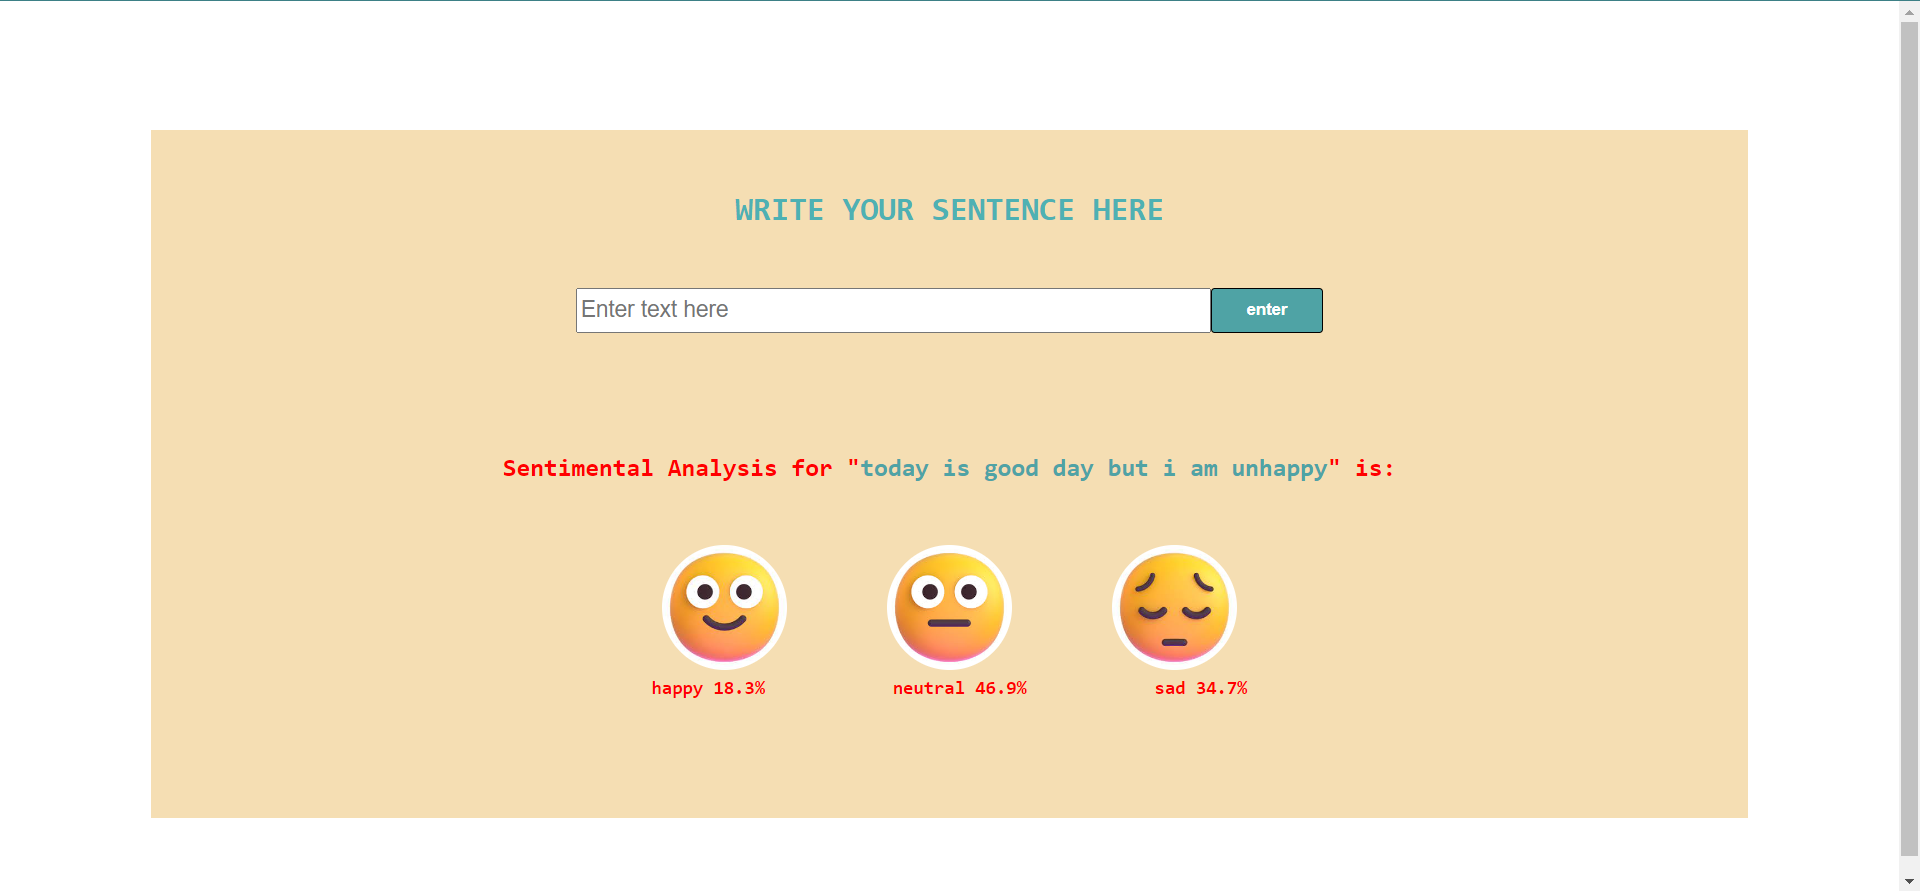 WRITE YOUR SENTENCE HERE
Enter text here
enter
Sentimental Analysis for "today is good day but i am unhappy" is:
happy 18.3%
neutral 46.9%
sad 34.7%